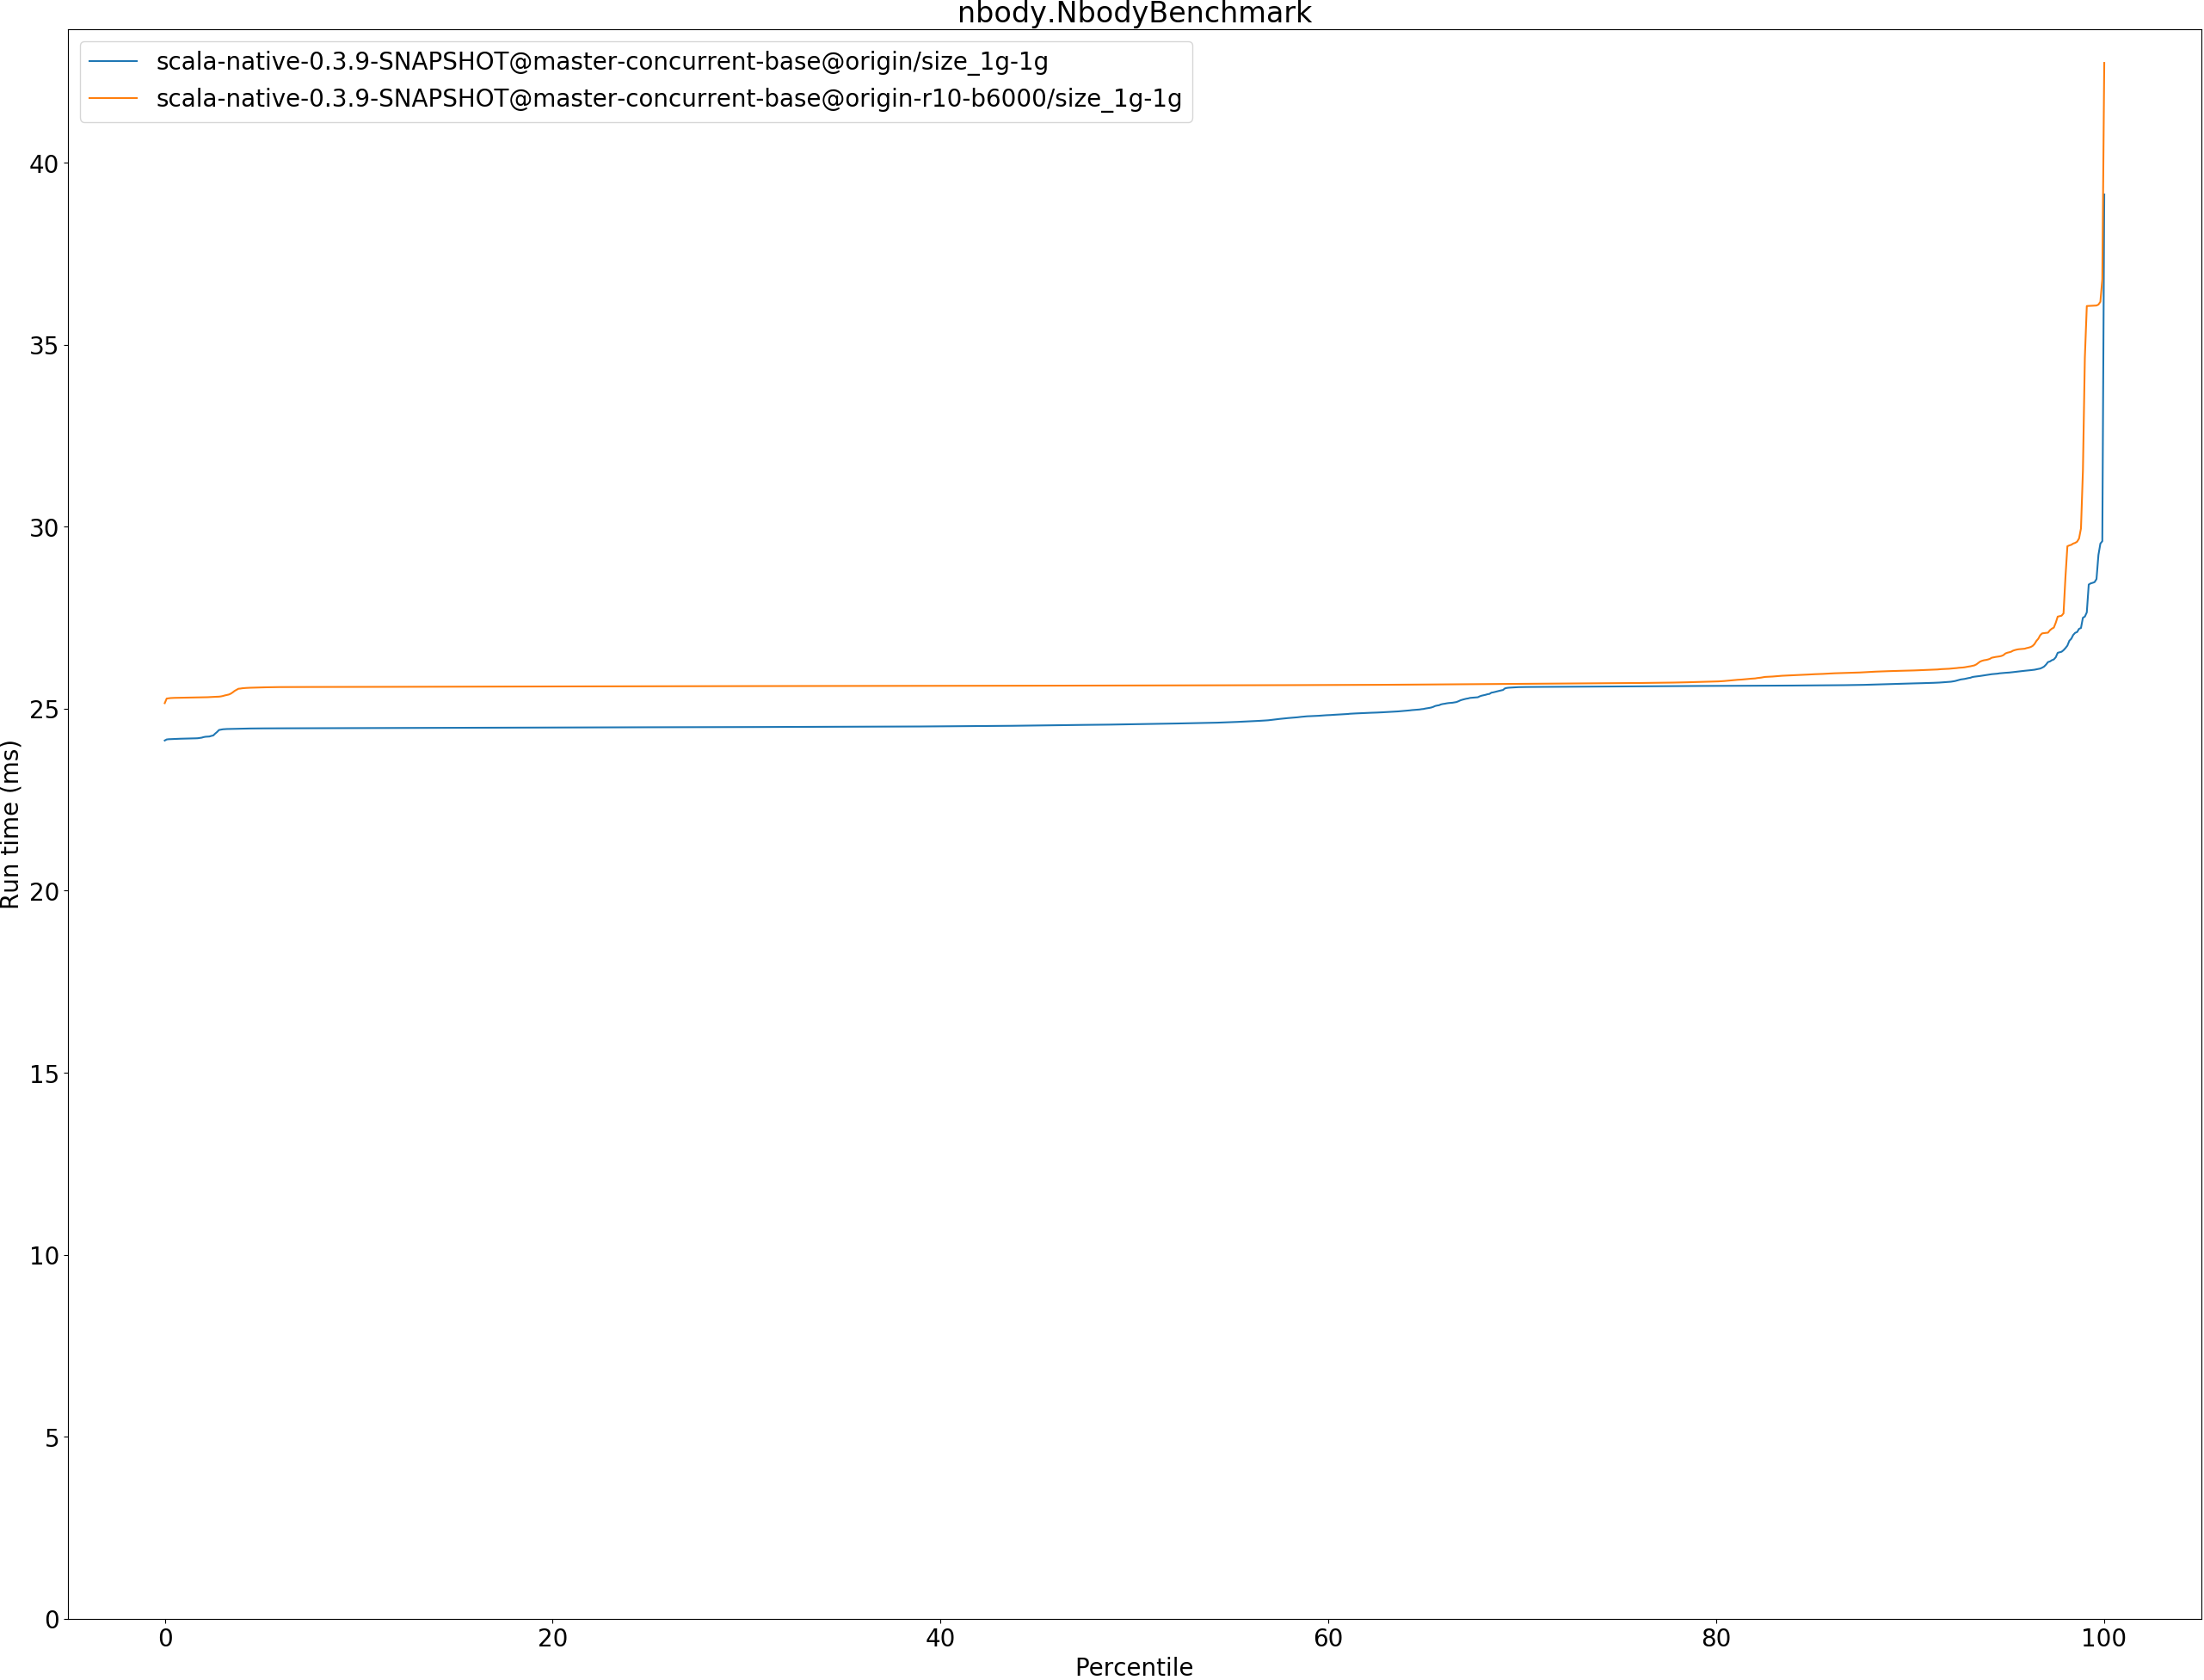 nbody.NbodyBenchmark
scala-native-0.3.9-SNAPSHOT@master-concurrent-base@origin/size_1g-1g
scala-native-0.3.9-SNAPSHOT@master-concurrent-base@origin-r10-b6000/size_1g-1g
40
35
30
25
20
15
10
5
0
Run time (ms)
0 20 40 60 80 100
Percentile